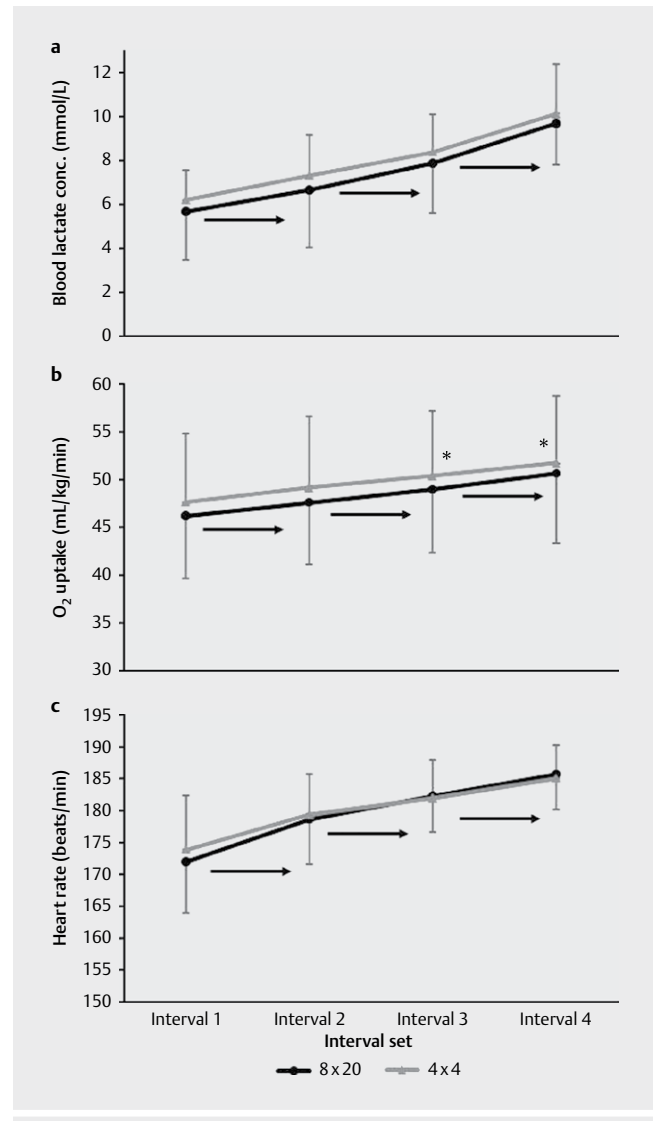 a
Blood lactate conc. (mmol/L)
12
10
8
6
4
2
0
b
O₂ uptake (mL/kg/min)
60
55
50
45
40
35
30
*
*
c
Heart rate (beats/min)
195
190
185
180
175
170
165
160
155
150
Interval 1 Interval 2 Interval 3 Interval 4
Interval set
8 x 20 4 x 4